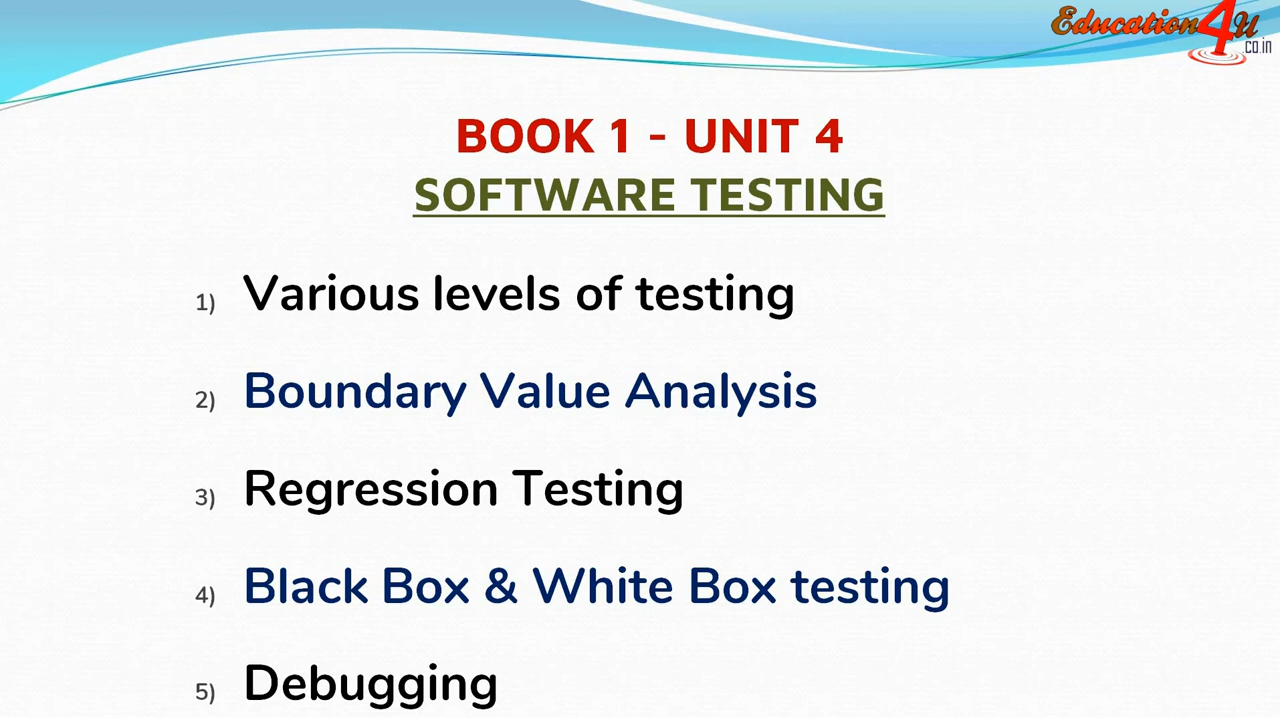 Education4U
.co.in
BOOK 1 - UNIT 4
SOFTWARE TESTING
1) Various levels of testing
2) Boundary Value Analysis
3) Regression Testing
4) Black Box & White Box testing
5) Debugging